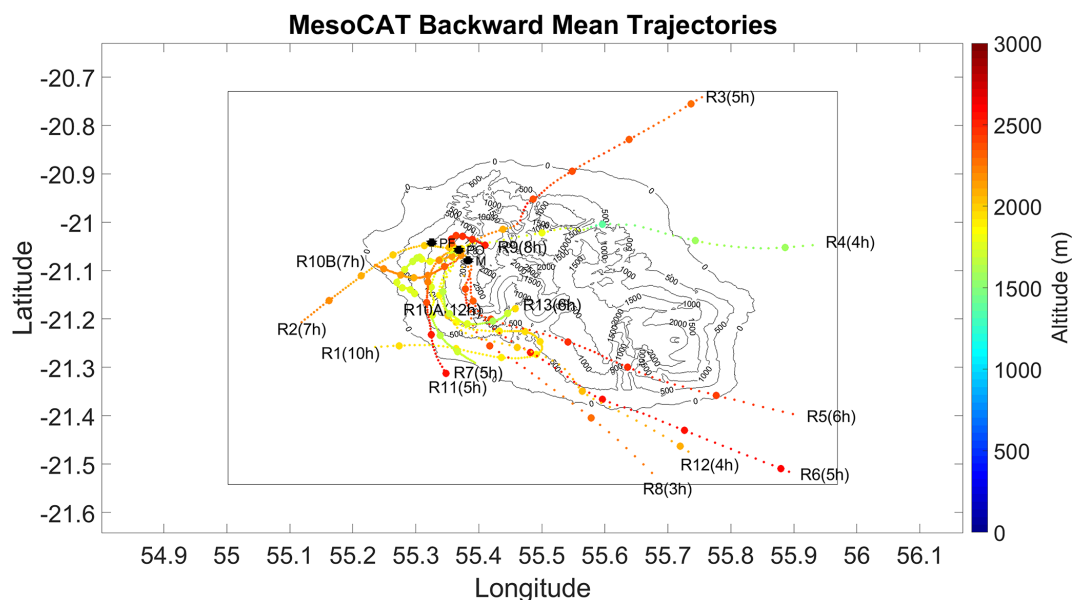 MesoCAT Backward Mean Trajectories
-20.7
-20.8
-20.9
-21
-21.1
-21.2
-21.3
-21.4
-21.5
-21.6
Latitude
54.9
55
55.1
55.2
55.3
55.4
55.5
55.6
55.7
55.8
55.9
56
56.1
Longitude
R3(5h)
R4(4h)
R9(8h)
PF
PO
M
R10B(7h)
R10A(12h)
R13(6h)
R2(7h)
R1(10h)
R7(5h)
R11(5h)
R5(6h)
R12(4h)
R6(5h)
R8(3h)
3000
2500
2000
1500
1000
500
0
Altitude (m)